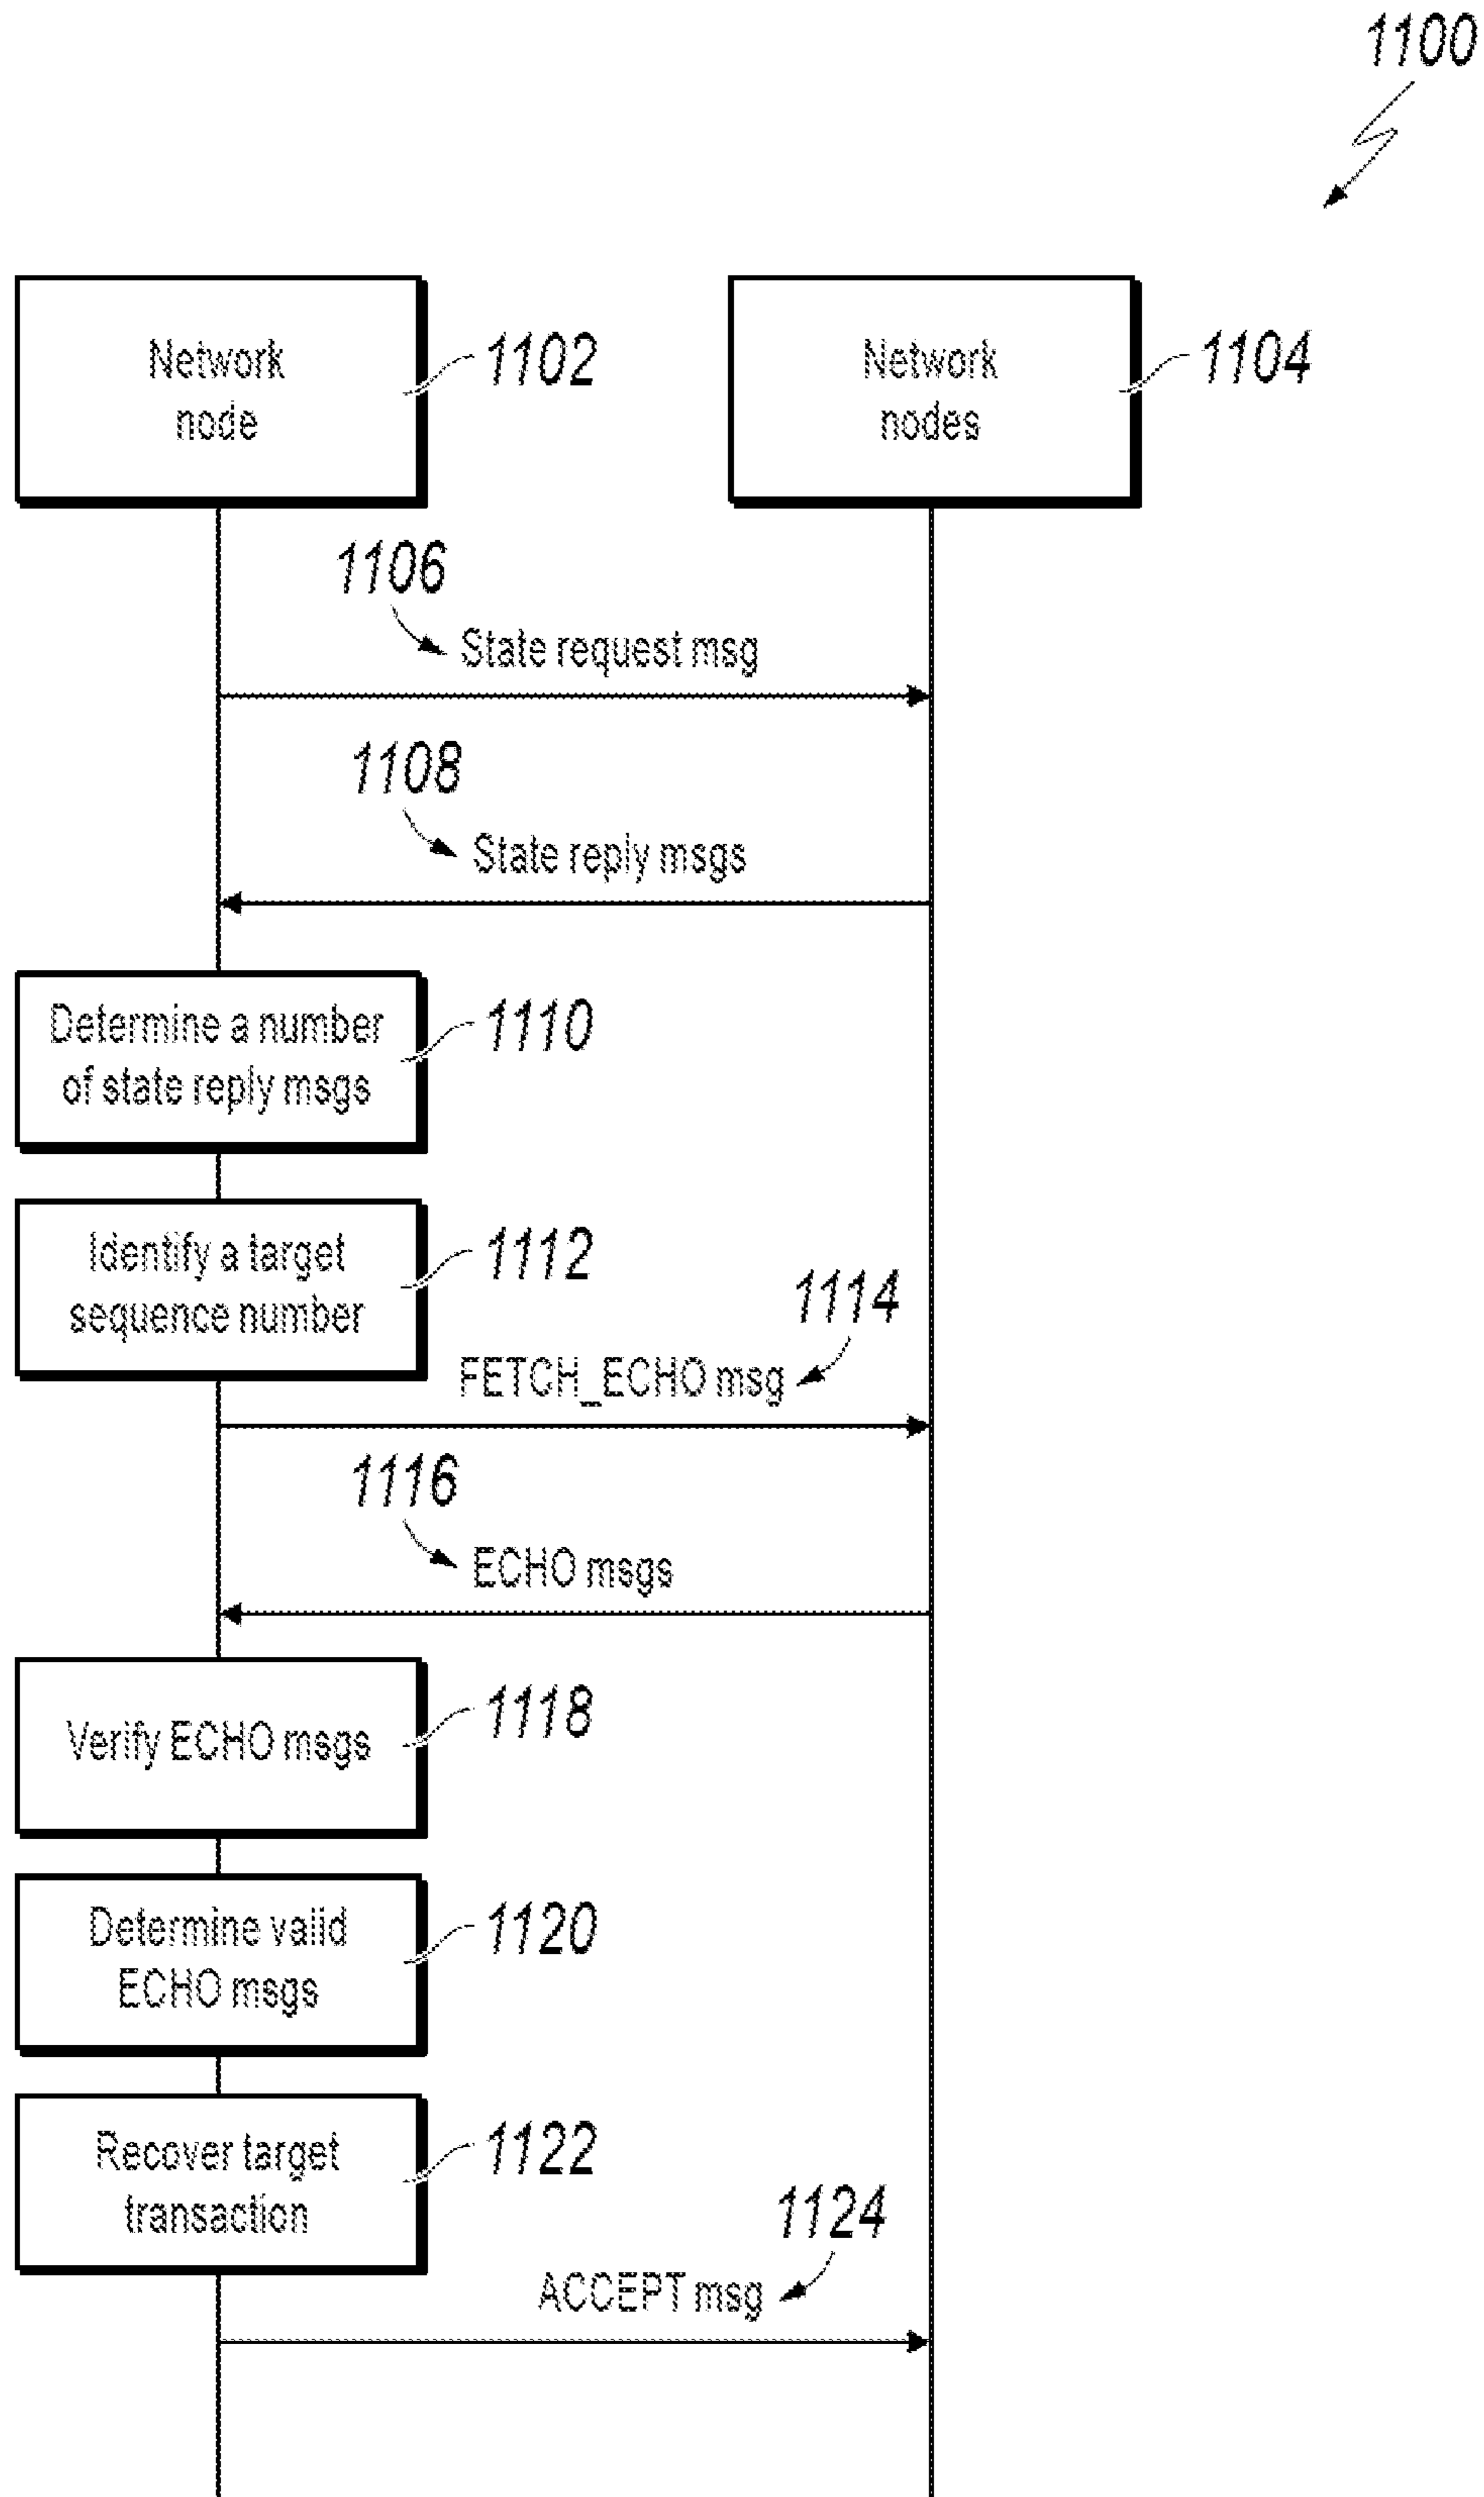 1100
Network
node
1102
Network
nodes
1104
1106
State request msg
1108
State reply msgs
Determine a number
of state reply msgs
1110
Identify a target
sequence number
1112
1114
FETCH_ECHO msg
1116
ECHO msgs
Verify ECHO msgs
1118
Determine valid
ECHO msgs
1120
Recover target
transaction
1122
1124
ACCEPT msg